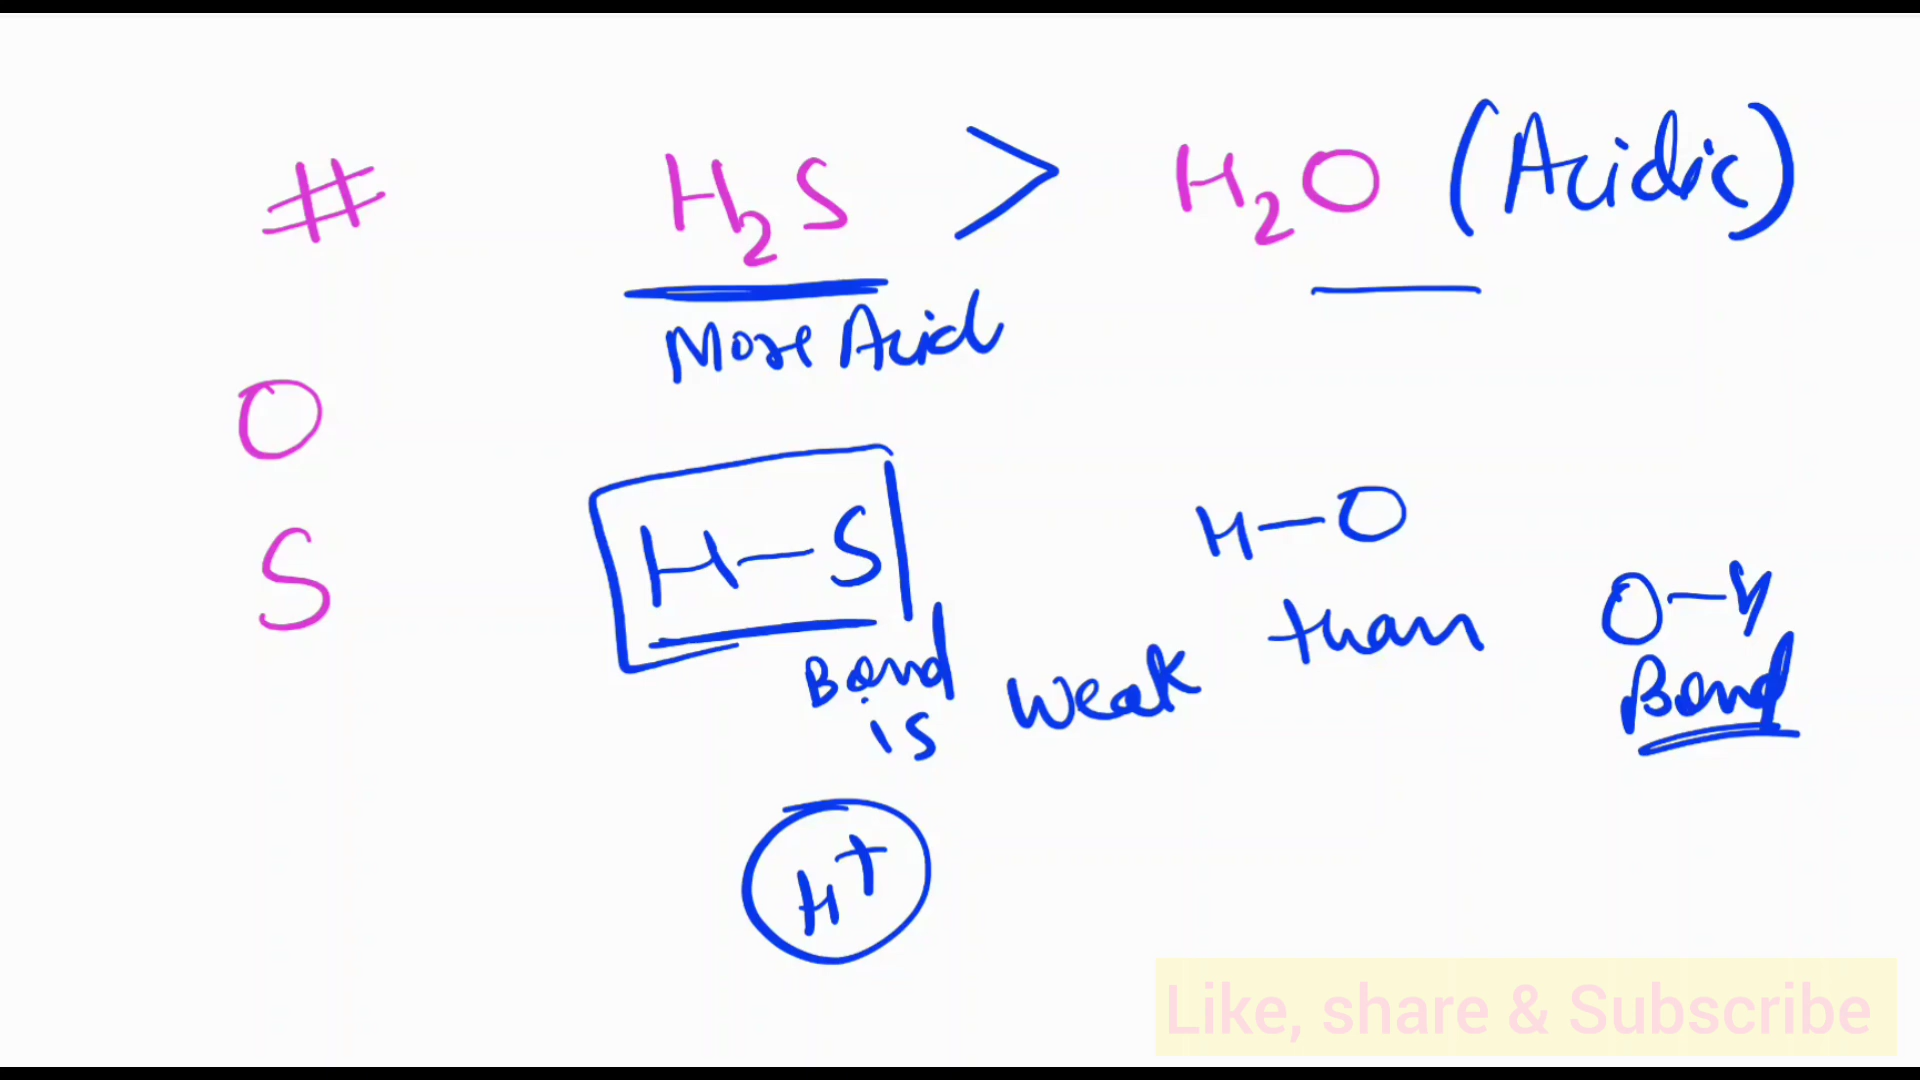 # H₂S > H₂O (Acidic)
More Acid
O
H-S H-O
S
Bond is weak than O-H Bond
H⁺
Like, share & Subscribe